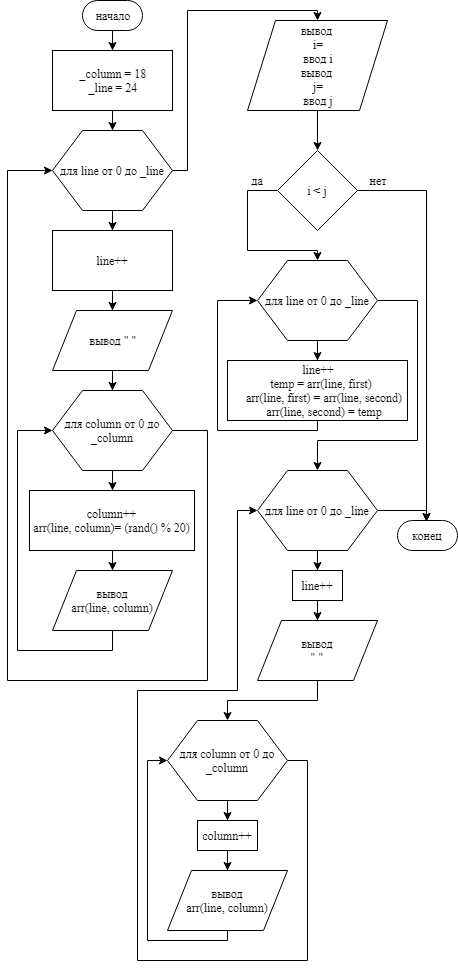 начало
_column = 18
_line = 24
для line от 0 до _line
line++
вывод " "
для column от 0 до
_column
column++
arr(line, column)= (rand() % 20)
вывод
arr(line, column)
вывод
i=
ввод i
вывод
j=
ввод j
i < j
да
нет
для line от 0 до _line
line++
temp = arr(line, first)
arr(line, first) = arr(line, second)
arr(line, second) = temp
для line от 0 до _line
конец
line++
вывод
" "
для column от 0 до
_column
column++
вывод
arr(line, column)